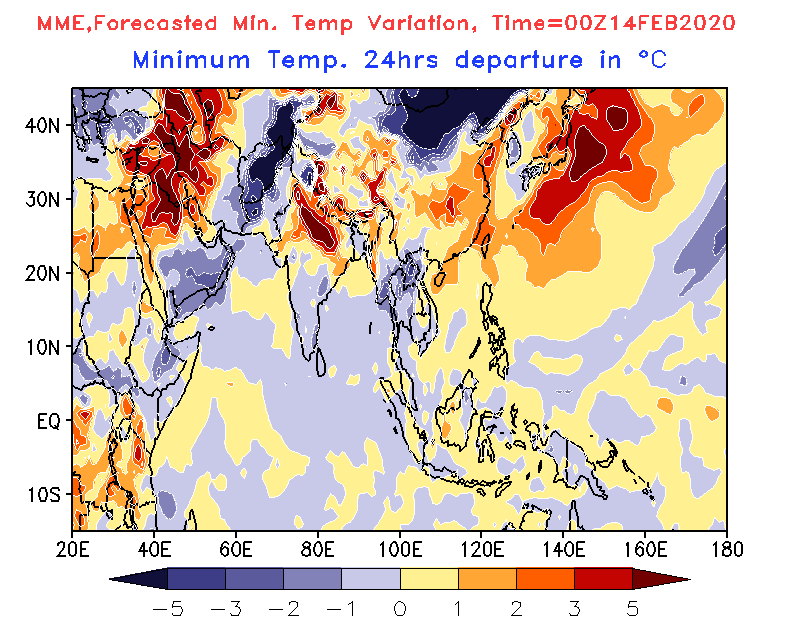 MME,Forecasted Min. Temp Variation, Time=00Z14FEB2020
Minimum Temp. 24hrs departure in °C
40N
30N
20N
10N
EQ
10S
20E 40E 60E 80E 100E 120E 140E 160E 180
−5 −3 −2 −1 0 1 2 3 5